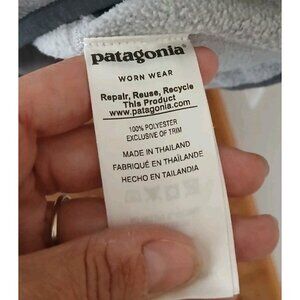 patagonia®
WORN WEAR
Repair, Reuse, Recycle
This Product
www.patagonia.com
100% POLYESTER
EXCLUSIVE OF TRIM
MADE IN THAILAND
FABRIQUÉ EN THAÏLANDE
HECHO EN TAILANDIA